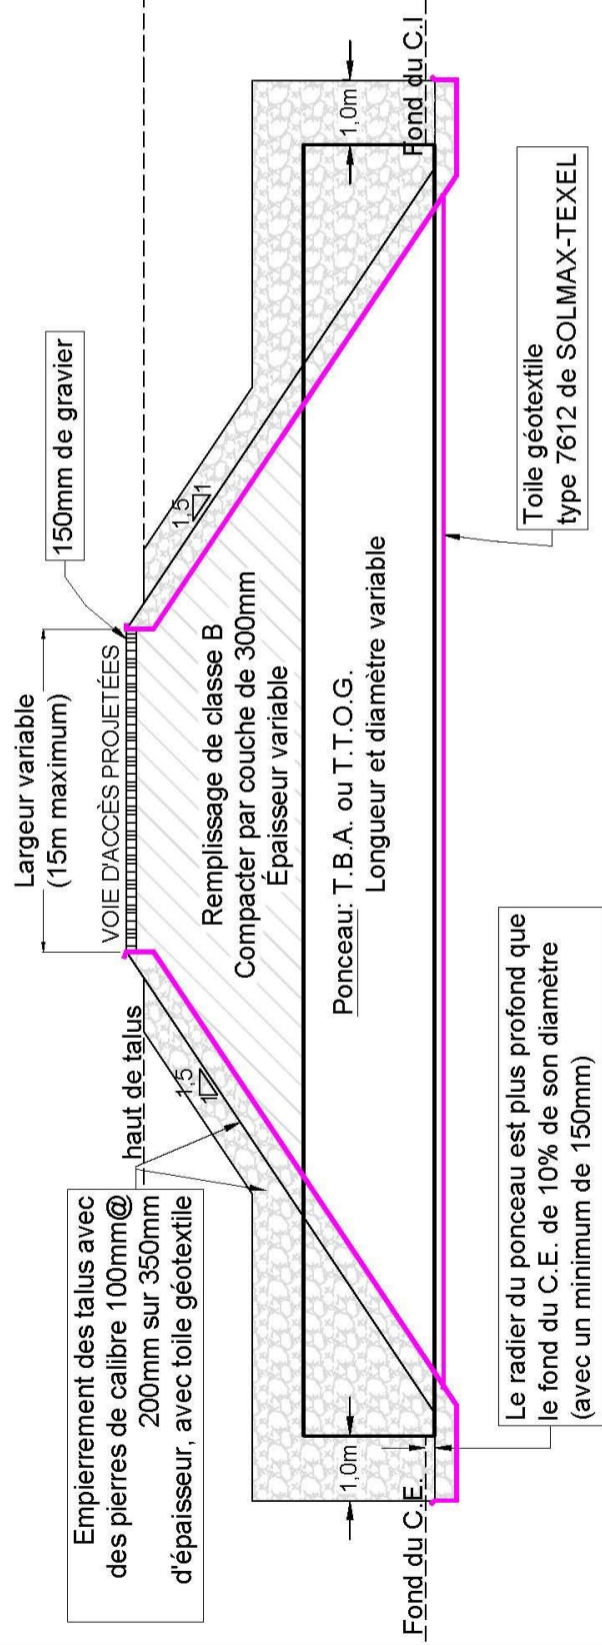 Largeur variable
(15m maximum)
VOIE D'ACCÈS PROJETÉES
150mm de gravier
Empierrement des talus avec
des pierres de calibre 100mm@
200mm sur 350mm
d'épaisseur, avec toile géotextile
haut de talus
1,5
1
1,5
1
Remplissage de classe B
Compacter par couche de 300mm
Épaisseur variable
Ponceau: T.B.A. ou T.T.O.G.
Longueur et diamètre variable
1,0m
1,0m
Fond du C.E.
Fond du C.I
Le radier du ponceau est plus profond que
le fond du C.E. de 10% de son diamètre
(avec un minimum de 150mm)
Toile géotextile
type 7612 de SOLMAX-TEXEL